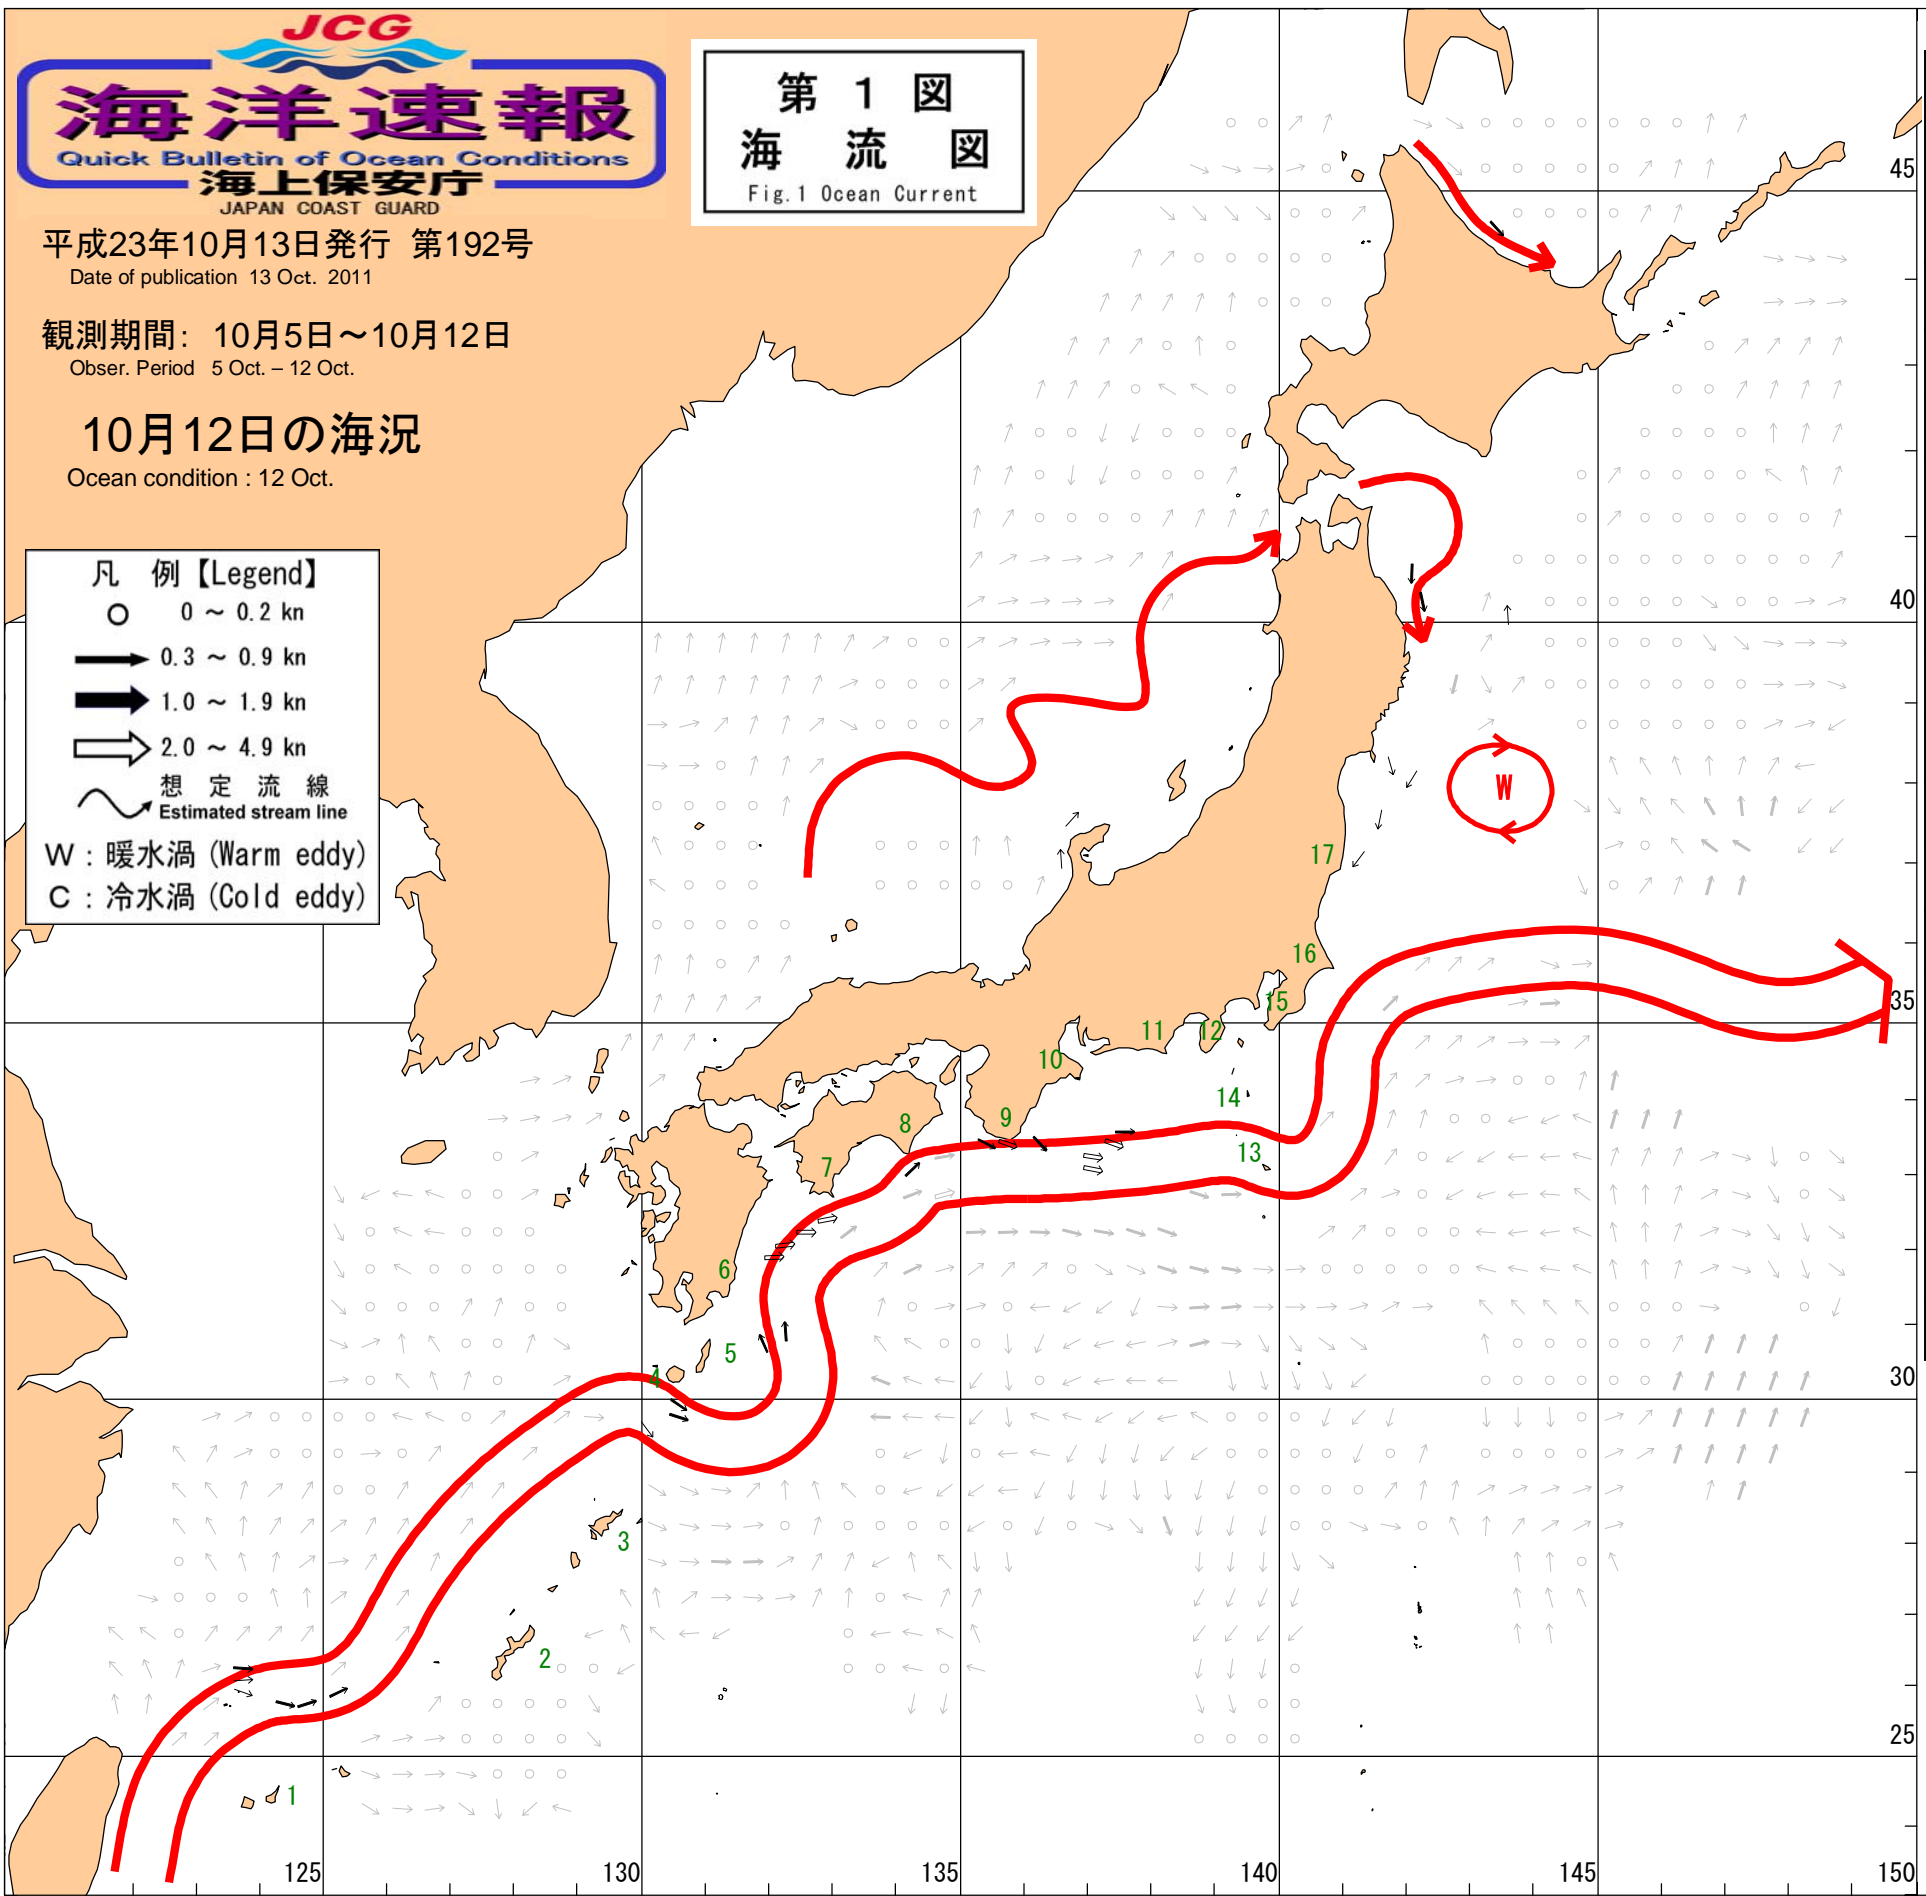 JCG
海洋速報
Quick Bulletin of Ocean Conditions
海上保安庁
JAPAN COAST GUARD
第 1 図
海 流 図
Fig.1 Ocean Current
平成23年10月13日発行 第192号
Date of publication 13 Oct. 2011
観測期間: 10月5日～10月12日
Obser. Period 5 Oct. – 12 Oct.
10月12日の海況
Ocean condition : 12 Oct.
凡 例【Legend】
0 ～ 0.2 kn
0.3 ～ 0.9 kn
1.0 ～ 1.9 kn
2.0 ～ 4.9 kn
想 定 流 線
Estimated stream line
W : 暖水渦 (Warm eddy)
C : 冷水渦 (Cold eddy)
45
40
W
17
16
35
15
12
11
10
14
9
8
13
7
6
5
4
30
3
2
25
1
125
130
135
140
145
150